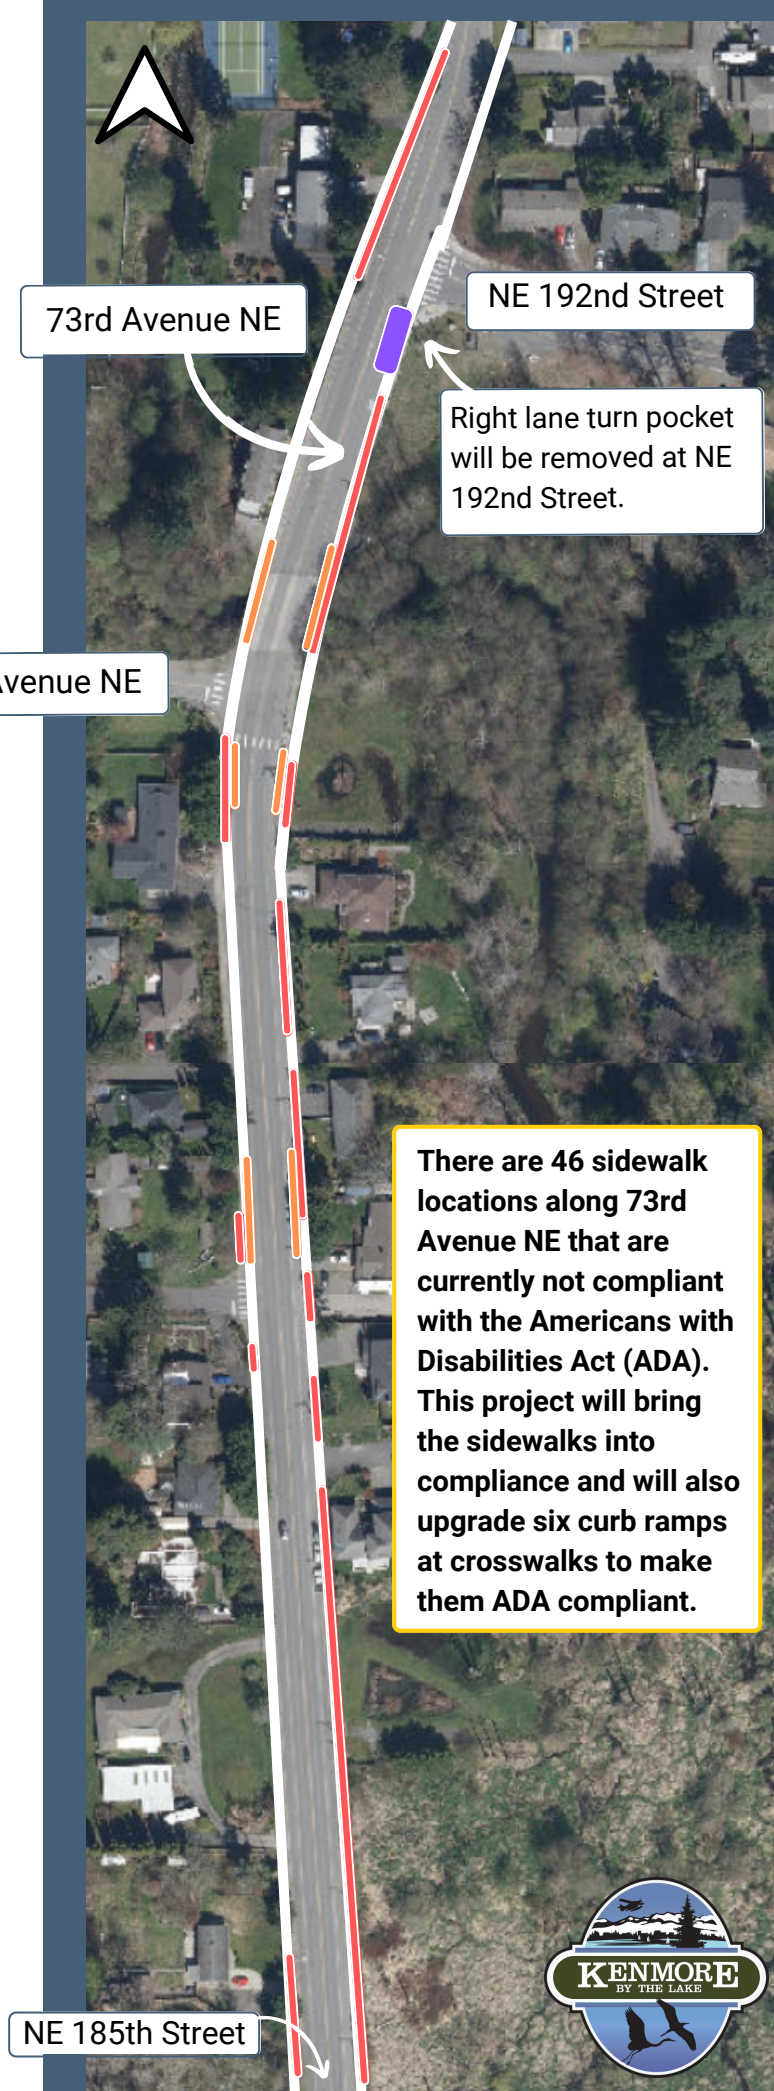 73rd Avenue NE
NE 192nd Street
Right lane turn pocket
will be removed at NE
192nd Street.
Avenue NE
There are 46 sidewalk
locations along 73rd
Avenue NE that are
currently not compliant
with the Americans with
Disabilities Act (ADA).
This project will bring
the sidewalks into
compliance and will also
upgrade six curb ramps
at crosswalks to make
them ADA compliant.
KENMORE
BY THE LAKE
NE 185th Street